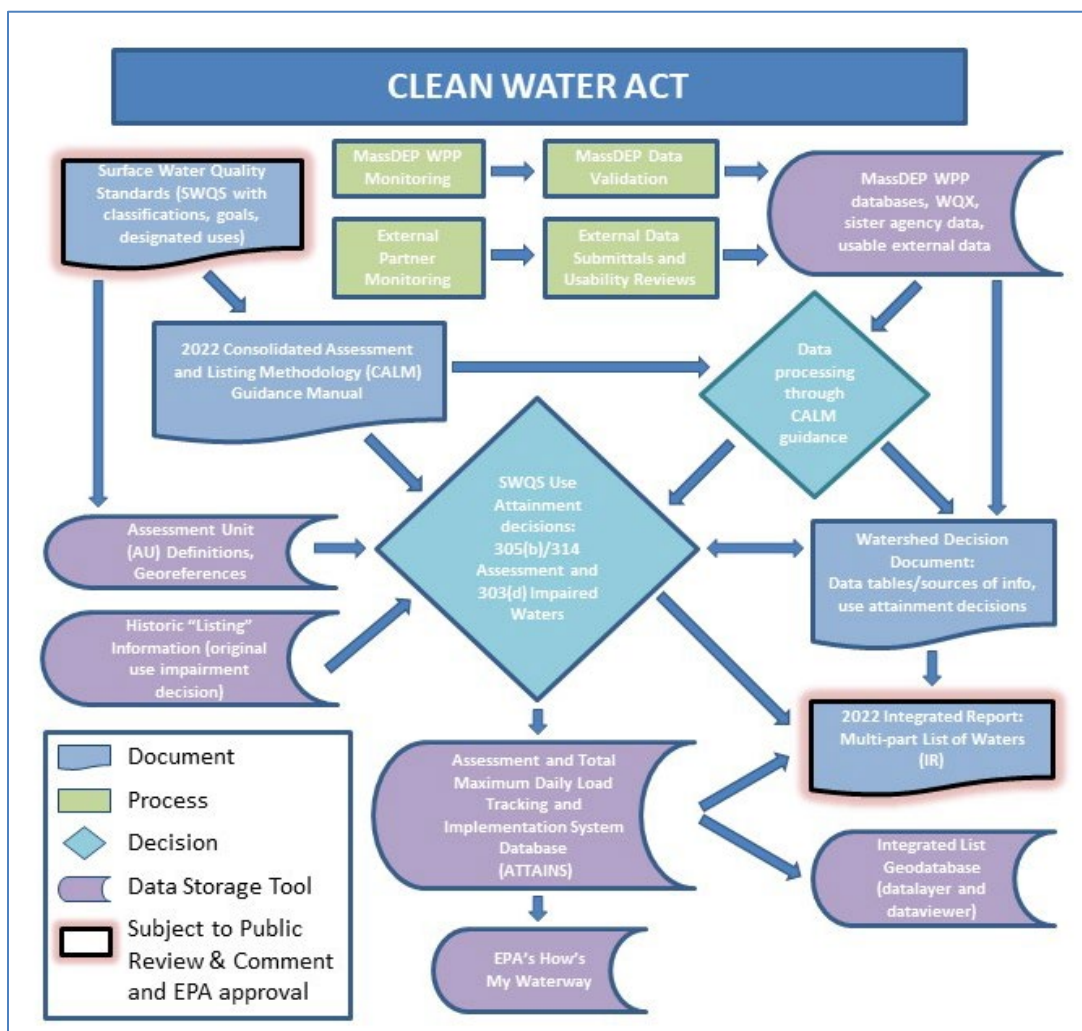 CLEAN WATER ACT
Surface Water Quality
Standards (SWQS with
classifications, goals,
designated uses)
MassDEP WPP
Monitoring
MassDEP Data
Validation
MassDEP WPP
databases, WQX,
sister agency data,
usable external data
External
Partner
Monitoring
External Data
Submittals and
Usability Reviews
2022 Consolidated Assessment
and Listing Methodology (CALM)
Guidance Manual
Data
processing
through
CALM
guidance
SWQS Use
Attainment
decisions:
305(b)/314
Assessment and
303(d) Impaired
Waters
Assessment Unit
(AU) Definitions,
Georeferences
Watershed Decision
Document:
Data tables/sources of info,
use attainment decisions
Historic “Listing”
Information (original
use impairment
decision)
2022 Integrated Report:
Multi-part List of Waters
(IR)
Assessment and Total
Maximum Daily Load
Tracking and
Implementation System
Database
(ATTAINS)
Integrated List
Geodatabase
(datalayer and
dataviewer)
EPA’s How’s
My Waterway
Document
Process
Decision
Data Storage Tool
Subject to Public
Review & Comment
and EPA approval